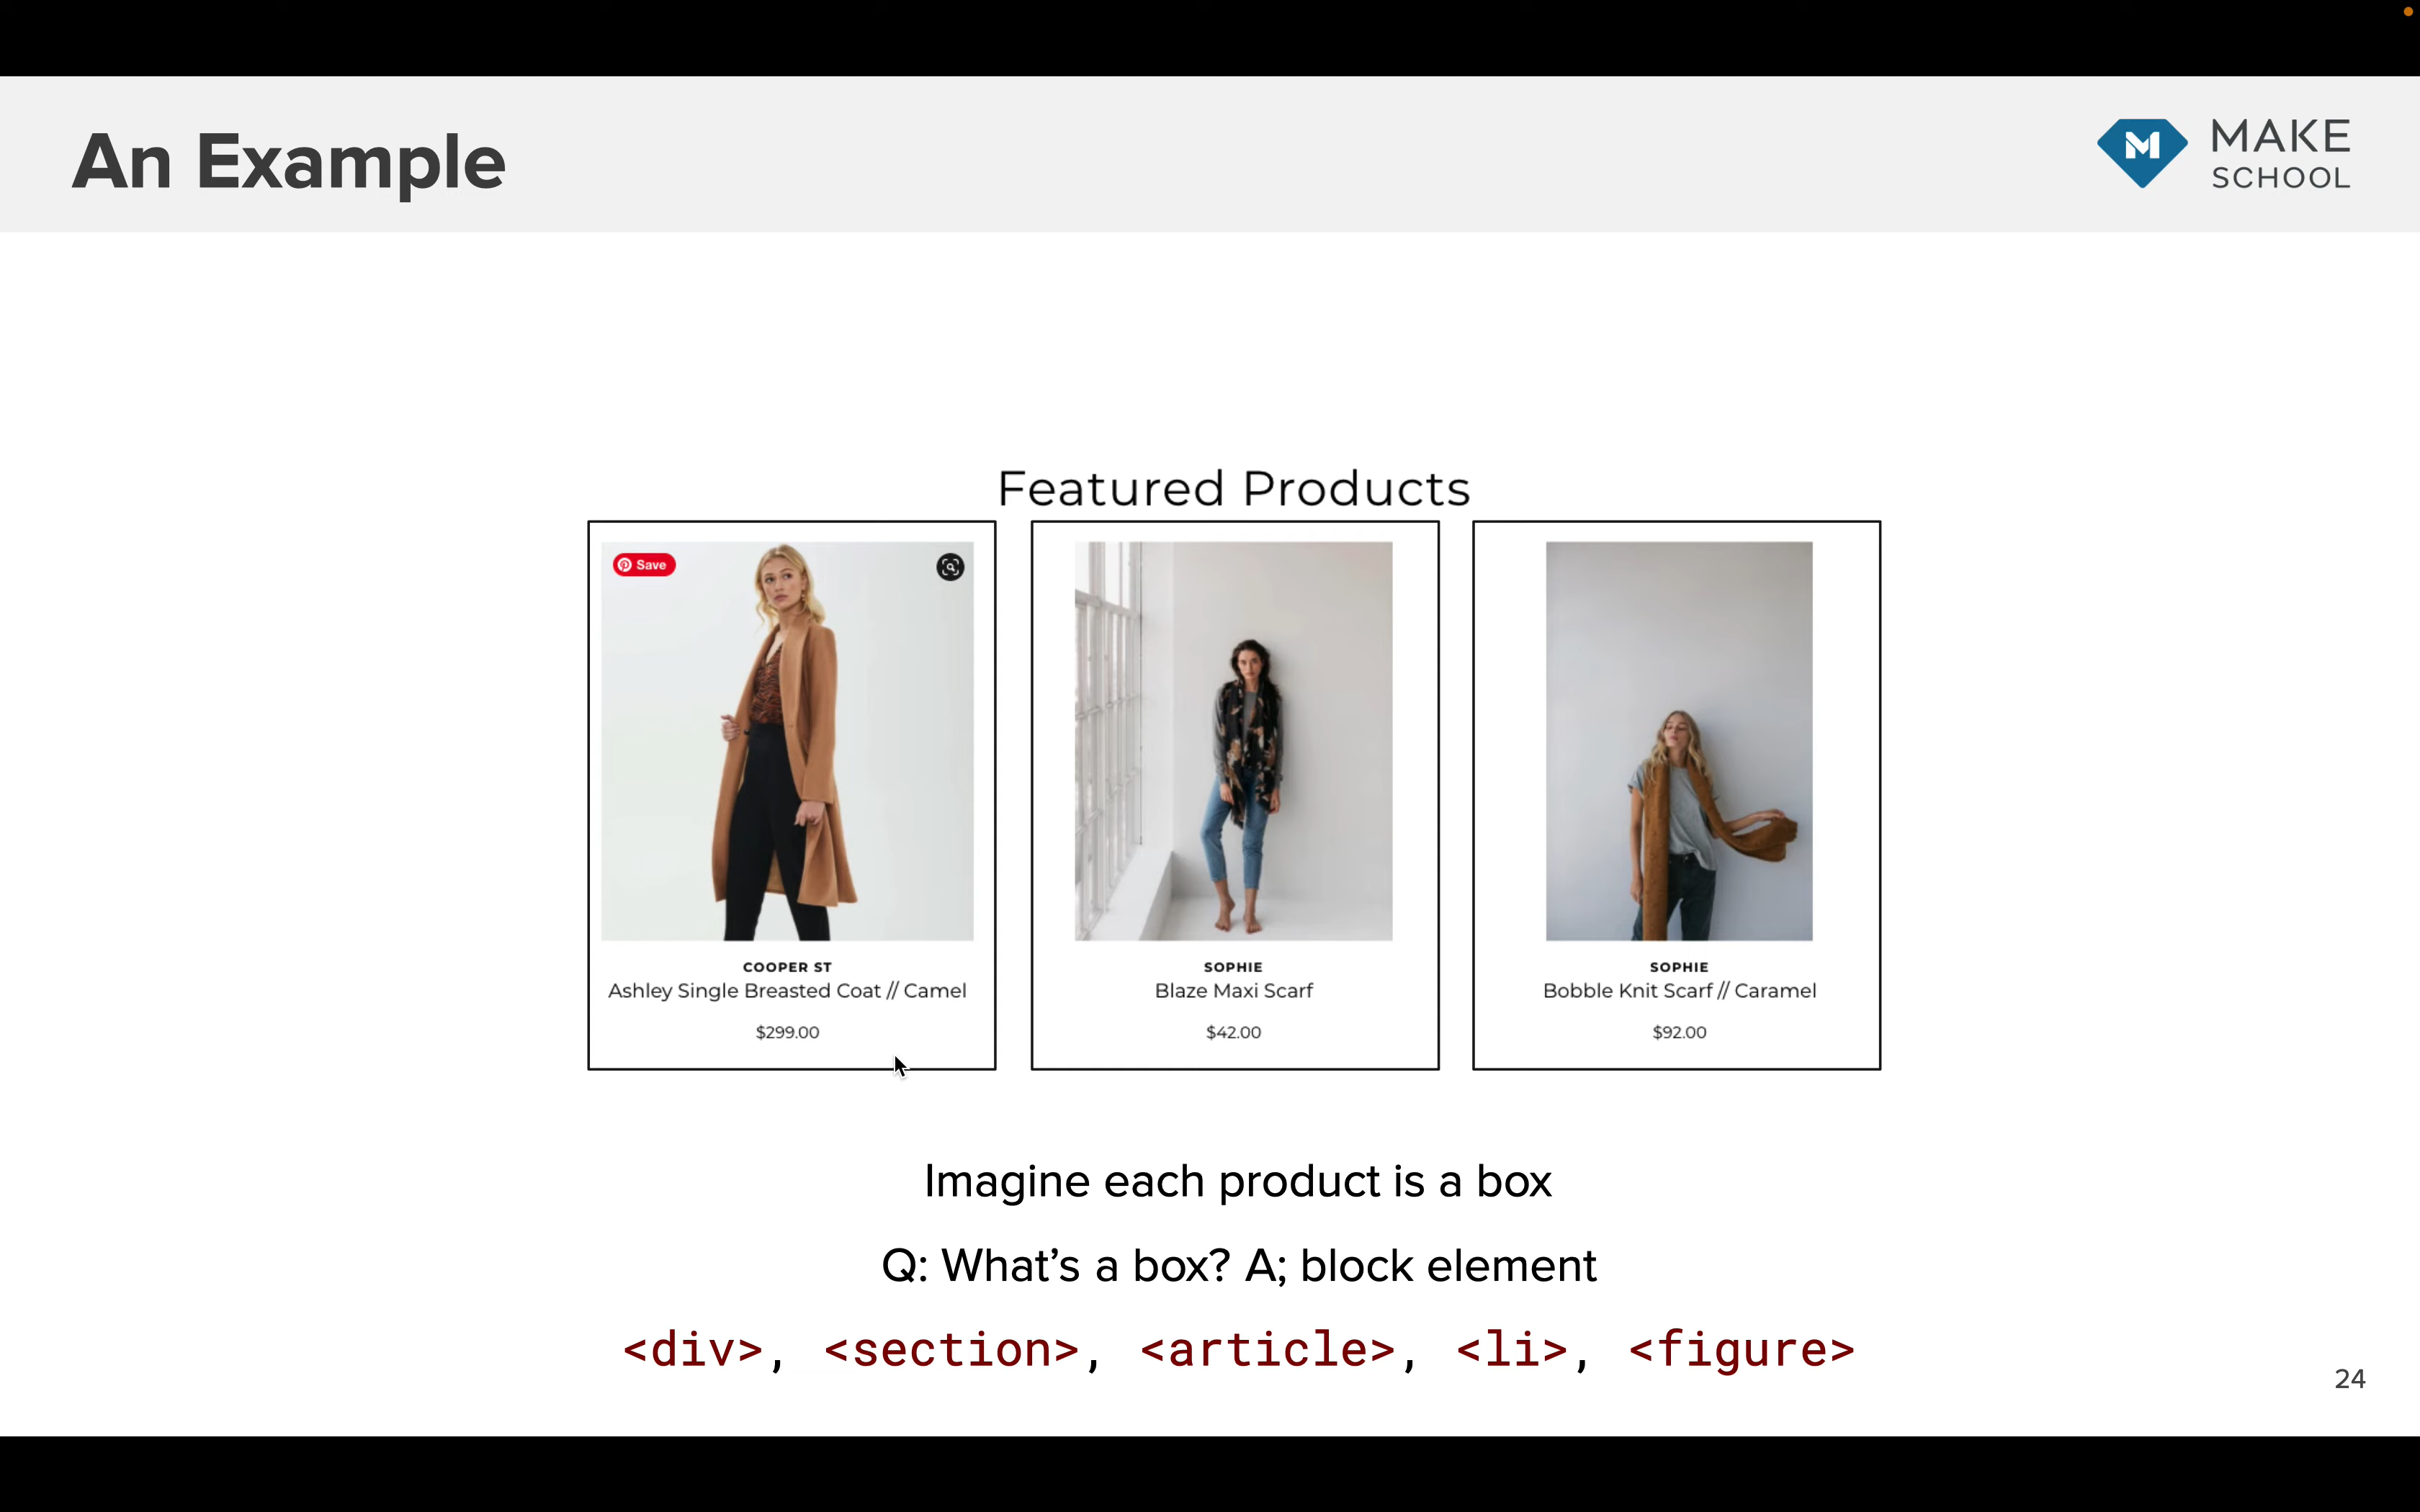 An Example
MAKE
SCHOOL
Featured Products
Save
COOPER ST
Ashley Single Breasted Coat // Camel
$299.00
SOPHIE
Blaze Maxi Scarf
$42.00
SOPHIE
Bobble Knit Scarf // Caramel
$92.00
Imagine each product is a box
Q: What’s a box? A; block element
<div>, <section>, <article>, <li>, <figure>
24